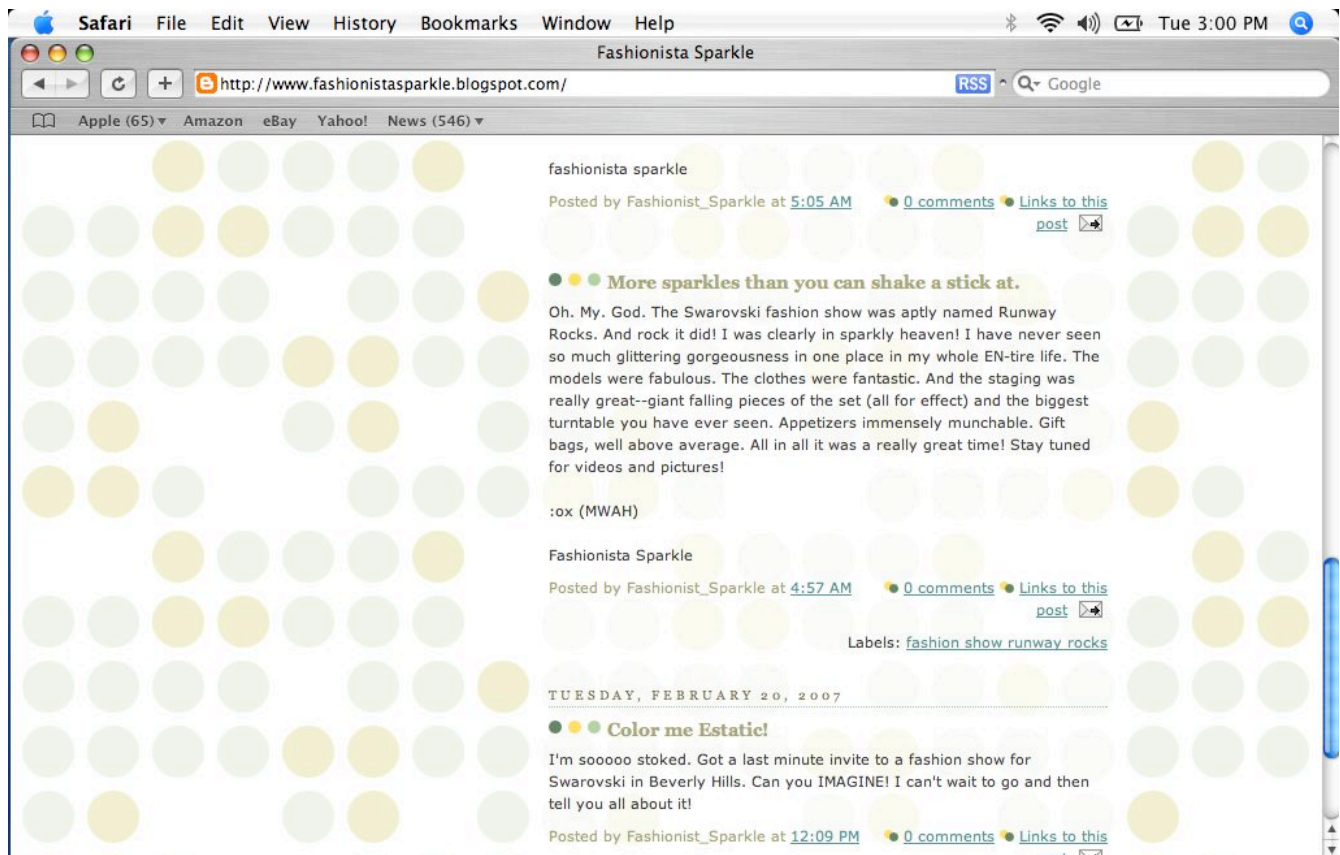 Safari File Edit View History Bookmarks Window Help Tue 3:00 PM
Fashionista Sparkle
http://www.fashionistasparkle.blogspot.com/ RSS Google
Apple (65) Amazon eBay Yahoo! News (546)
fashionista sparkle
Posted by Fashionist_Sparkle at 5:05 AM 0 comments Links to this
post
More sparkles than you can shake a stick at.
Oh. My. God. The Swarovski fashion show was aptly named Runway
Rocks. And rock it did! I was clearly in sparkly heaven! I have never seen
so much glittering gorgeousness in one place in my whole EN-tire life. The
models were fabulous. The clothes were fantastic. And the staging was
really great--giant falling pieces of the set (all for effect) and the biggest
turntable you have ever seen. Appetizers immensely munchable. Gift
bags, well above average. All in all it was a really great time! Stay tuned
for videos and pictures!
:ox (MWAH)
Fashionista Sparkle
Posted by Fashionist_Sparkle at 4:57 AM 0 comments Links to this
post
Labels: fashion show runway rocks
TUESDAY, FEBRUARY 20, 2007
Color me Estatic!
I'm sooooo stoked. Got a last minute invite to a fashion show for
Swarovski in Beverly Hills. Can you IMAGINE! I can't wait to go and then
tell you all about it!
Posted by Fashionist_Sparkle at 12:09 PM 0 comments Links to this